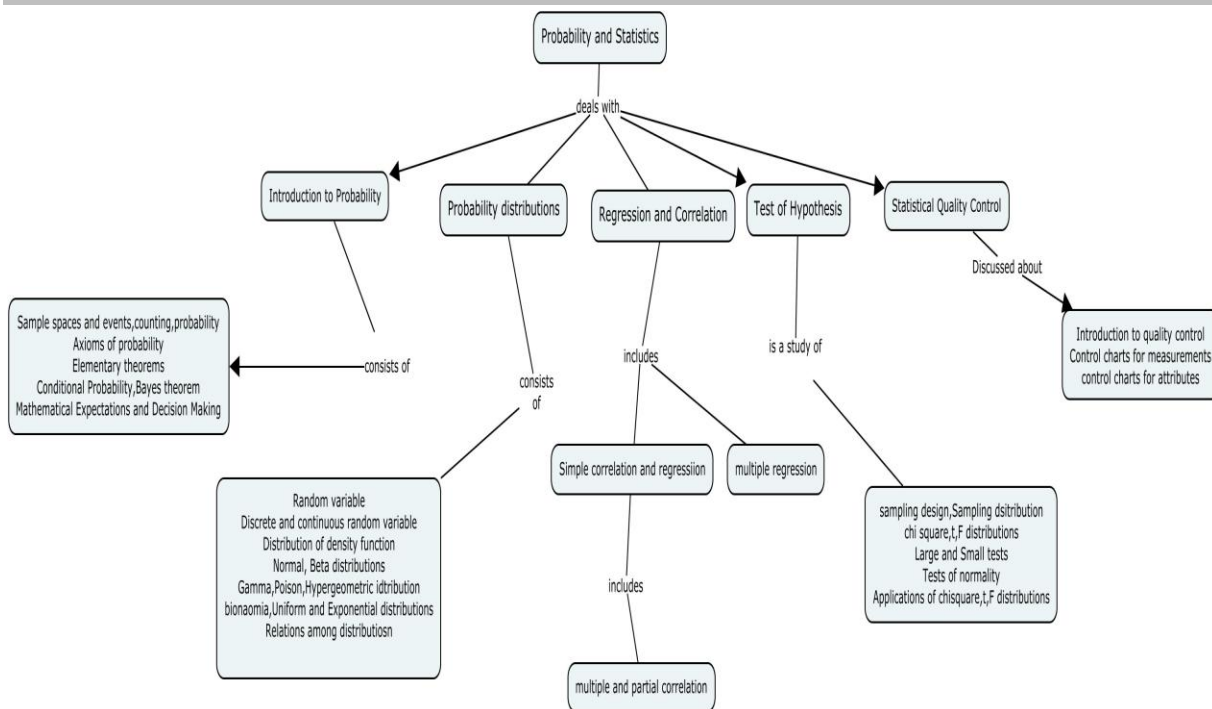 Probability and Statistics
deals with
Introduction to Probability
Probability distributions
Regression and Correlation
Test of Hypothesis
Statistical Quality Control
Discussed about
Sample spaces and events,counting,probability
Axioms of probability
Elementary theorems
Conditional Probability,Bayes theorem
Mathematical Expectations and Decision Making
consists of
consists
of
includes
is a study of
Introduction to quality control
Control charts for measurements
control charts for attributes
Simple correlation and regressiion
multiple regression
Random variable
Discrete and continuous random variable
Distribution of density function
Normal, Beta distributions
Gamma,Poison,Hypergeometric idtribution
bionaomia,Uniform and Exponential distributions
Relations among distributiosn
includes
sampling design,Sampling dsitribution
chi square,t,F distributions
Large and Small tests
Tests of normality
Applications of chisquare,t,F distributions
multiple and partial correlation